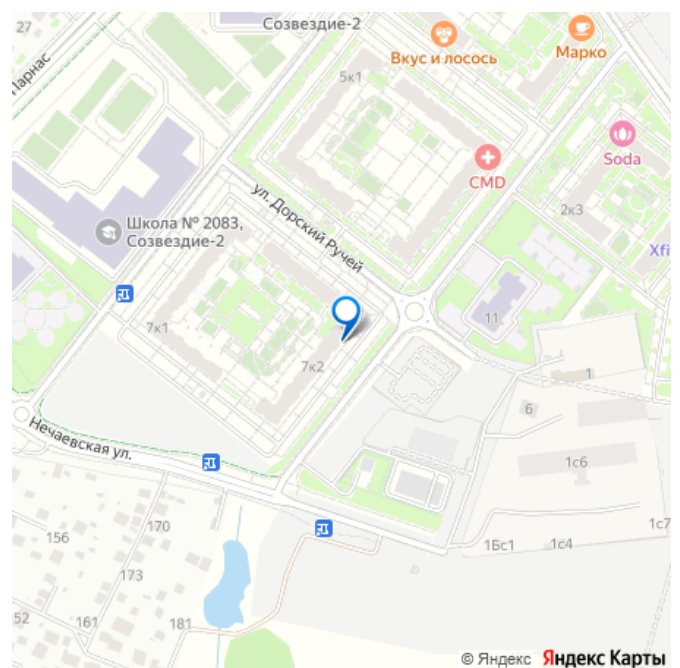 27
Созвездие-2
Вкус и лосось
Марко
Парнас
5к1
Soda
CMD
ул. Дорский Ручей
2к3
Школа № 2083,
Созвездие-2
Xfi
11
7к1
7к2
1
6
Нечаевская ул.
1с6
156
170
1с7
1Бс1
1с4
173
52
161
181
© Яндекс Яндекс Карты